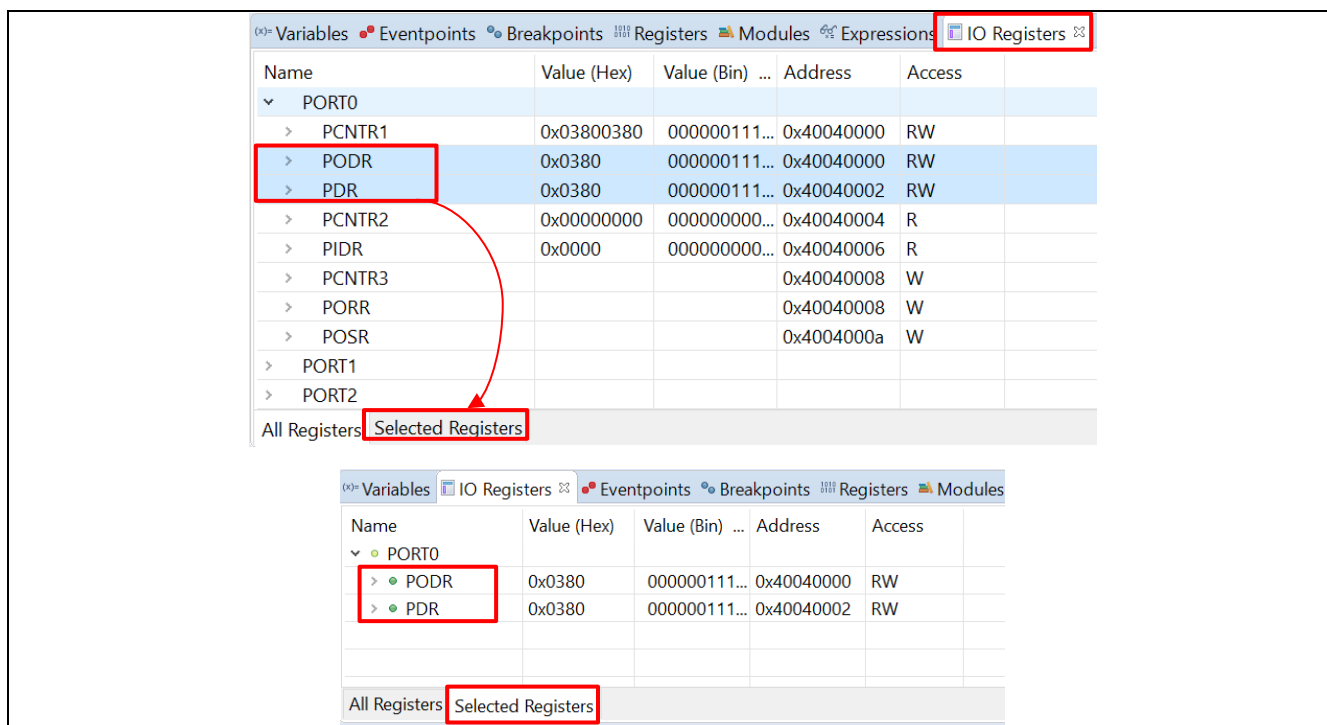 (x)= Variables Eventpoints Breakpoints 1010 0101 Registers Modules Expressions IO Registers
Name Value (Hex) Value (Bin) ... Address Access
PORT0
PCNTR1 0x03800380 000000111... 0x40040000 RW
PODR 0x0380 000000111... 0x40040000 RW
PDR 0x0380 000000111... 0x40040002 RW
PCNTR2 0x00000000 000000000... 0x40040004 R
PIDR 0x0000 000000000... 0x40040006 R
PCNTR3 0x40040008 W
PORR 0x40040008 W
POSR 0x4004000a W
PORT1
PORT2
All Registers Selected Registers
(x)= Variables IO Registers Eventpoints Breakpoints 1010 0101 Registers Modules
Name Value (Hex) Value (Bin) ... Address Access
PORT0
PODR 0x0380 000000111... 0x40040000 RW
PDR 0x0380 000000111... 0x40040002 RW
All Registers Selected Registers